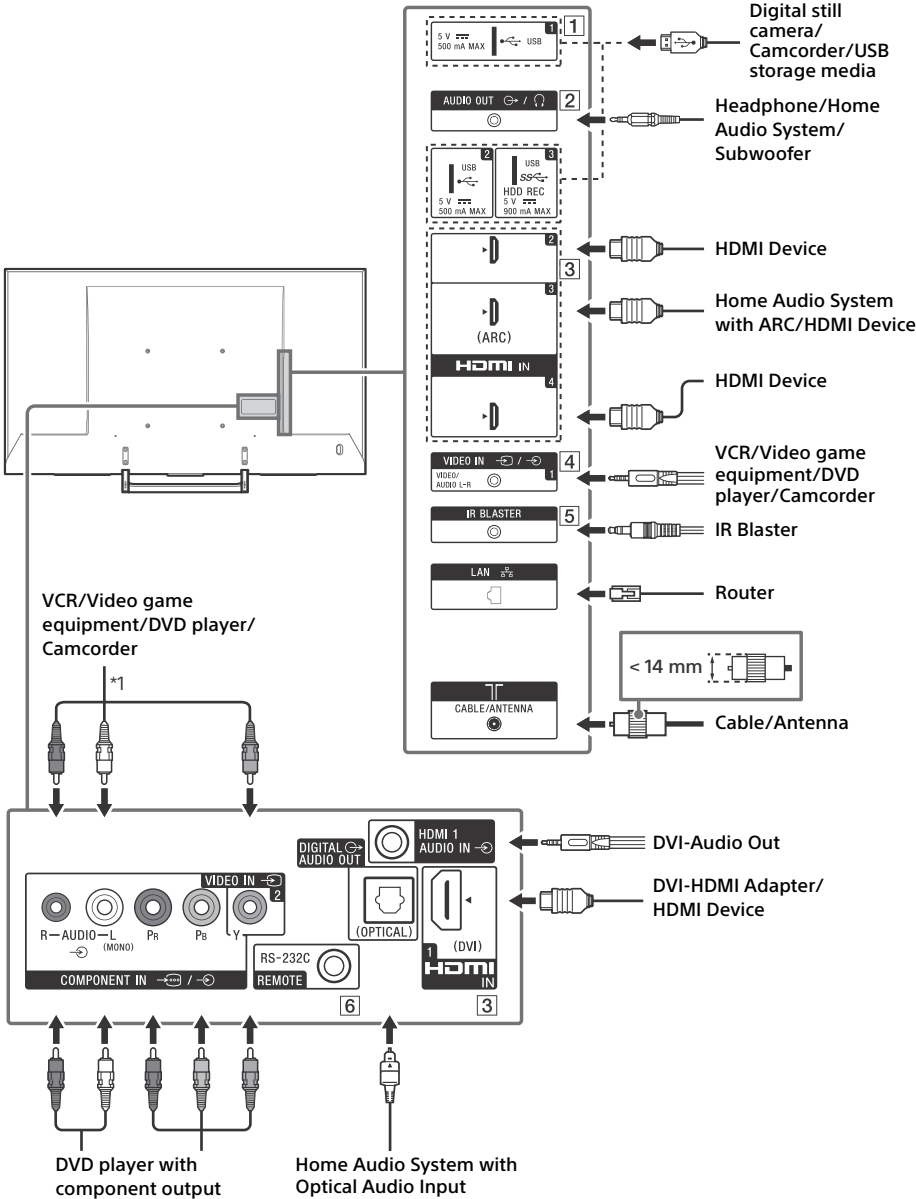 5 V
500 mA MAX
USB
1
1
Digital still
camera/
Camcorder/USB
storage media
AUDIO OUT /
2
Headphone/Home
Audio System/
Subwoofer
2
USB
5 V
500 mA MAX
3
USB
SS
HDD REC
5 V
900 mA MAX
2
3
HDMI Device
3
(ARC)
Home Audio System
with ARC/HDMI Device
HDMI IN
4
HDMI Device
VIDEO IN /
VIDEO/
AUDIO L-R
1
4
VCR/Video game
equipment/DVD
player/Camcorder
IR BLASTER
5
IR Blaster
LAN
Router
< 14 mm
CABLE/ANTENNA
Cable/Antenna
VCR/Video game
equipment/DVD player/
Camcorder
*1
DIGITAL
AUDIO OUT
HDMI 1
AUDIO IN
DVI-Audio Out
VIDEO IN
2
R—AUDIO—L
(MONO)
PR
PB
Y
COMPONENT IN /
(OPTICAL)
RS-232C
REMOTE
6
(DVI)
1
HDMI
IN
3
DVI-HDMI Adapter/
HDMI Device
DVD player with
component output
Home Audio System with
Optical Audio Input